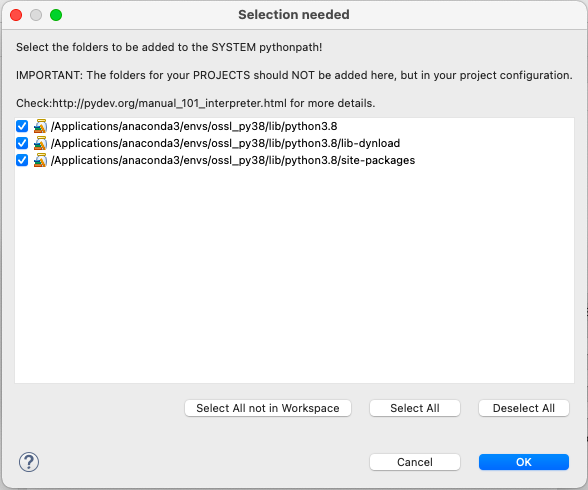 Selection needed
Select the folders to be added to the SYSTEM pythonpath!
IMPORTANT: The folders for your PROJECTS should NOT be added here, but in your project configuration.
Check:http://pydev.org/manual_101_interpreter.html for more details.
/Applications/anaconda3/envs/ossl_py38/lib/python3.8
/Applications/anaconda3/envs/ossl_py38/lib/python3.8/lib-dynload
/Applications/anaconda3/envs/ossl_py38/lib/python3.8/site-packages
Select All not in Workspace
Select All
Deselect All
?
Cancel
OK